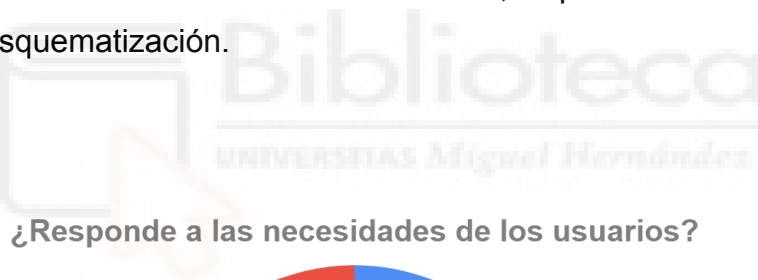 squematización.
Biblioteca
UNIVERSITAS Miguel Hernández
¿Responde a las necesidades de los usuarios?